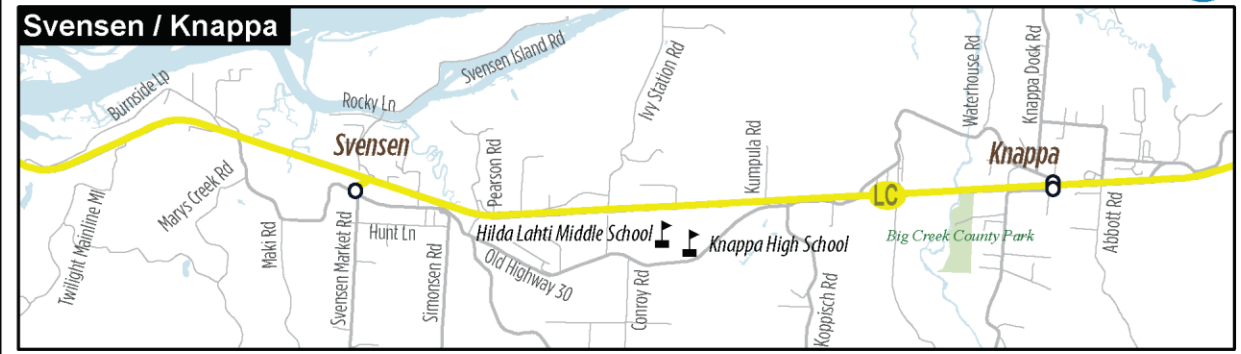 Svensen / Knappa
Burnside Lp
Rocky Ln
Svensen Island Rd
Ivy Station Rd
Waterhouse Rd
Knappa Dock Rd
Svensen
Knappa
Twilight Mainline Ml
Marys Creek Rd
Maki Rd
Svensen Market Rd
Hunt Ln
Simonsen Rd
Pearson Rd
Kumpula Rd
LC
Hilda Lahti Middle School
Knappa High School
Big Creek County Park
Old Highway 30
Conroy Rd
Koppisch Rd
Abbott Rd